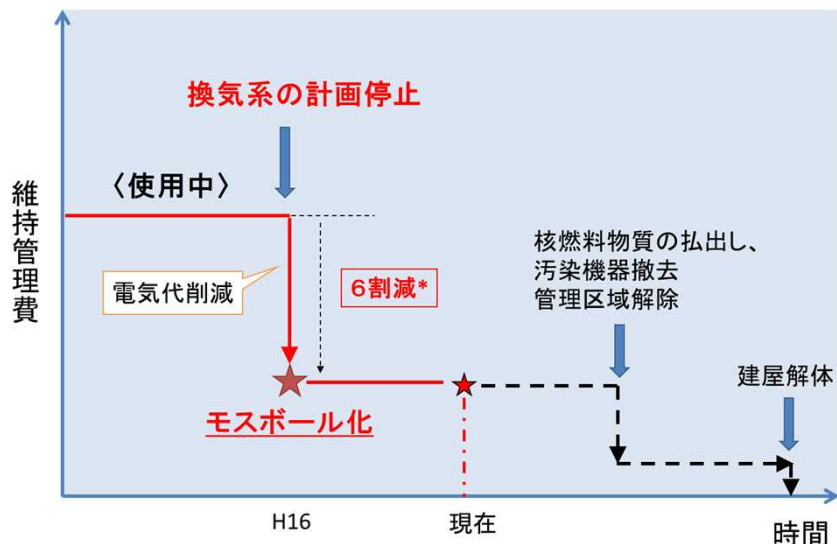 換気系の計画停止
〈使用中〉
維持管理費
電気代削減
6割減*
核燃料物質の払出し、
汚染機器撤去
管理区域解除
建屋解体
モスボール化
H16
現在
時間